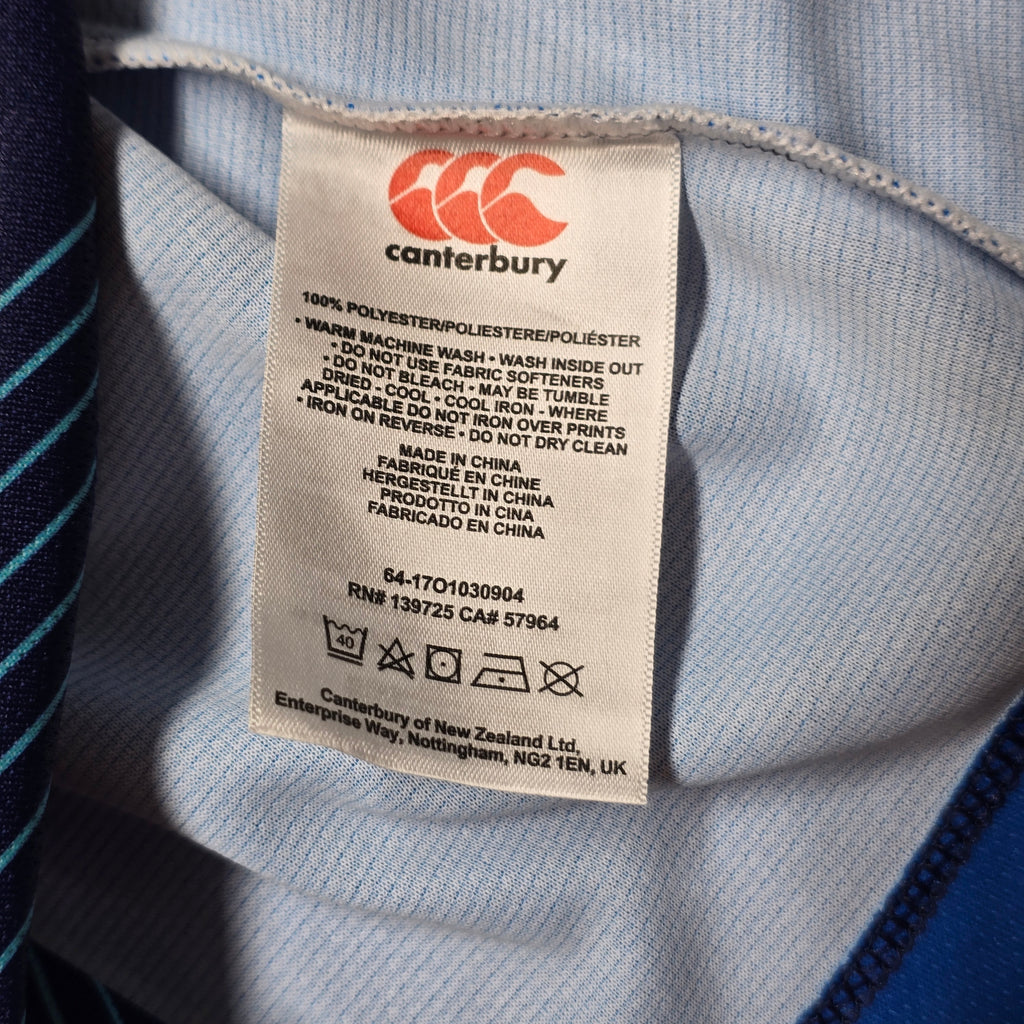 canterbury
100% POLYESTER/POLIESTERE/POLIÉSTER
• WARM MACHINE WASH • WASH INSIDE OUT
• DO NOT USE FABRIC SOFTENERS
• DO NOT BLEACH • MAY BE TUMBLE
DRIED - COOL • COOL IRON - WHERE
APPLICABLE DO NOT IRON OVER PRINTS
• IRON ON REVERSE • DO NOT DRY CLEAN
MADE IN CHINA
FABRIQUÉ EN CHINE
HERGESTELLT IN CHINA
PRODOTTO IN CINA
FABRICADO EN CHINA
64-17O1030904
RN# 139725 CA# 57964
40
Canterbury of New Zealand Ltd,
Enterprise Way, Nottingham, NG2 1EN, UK